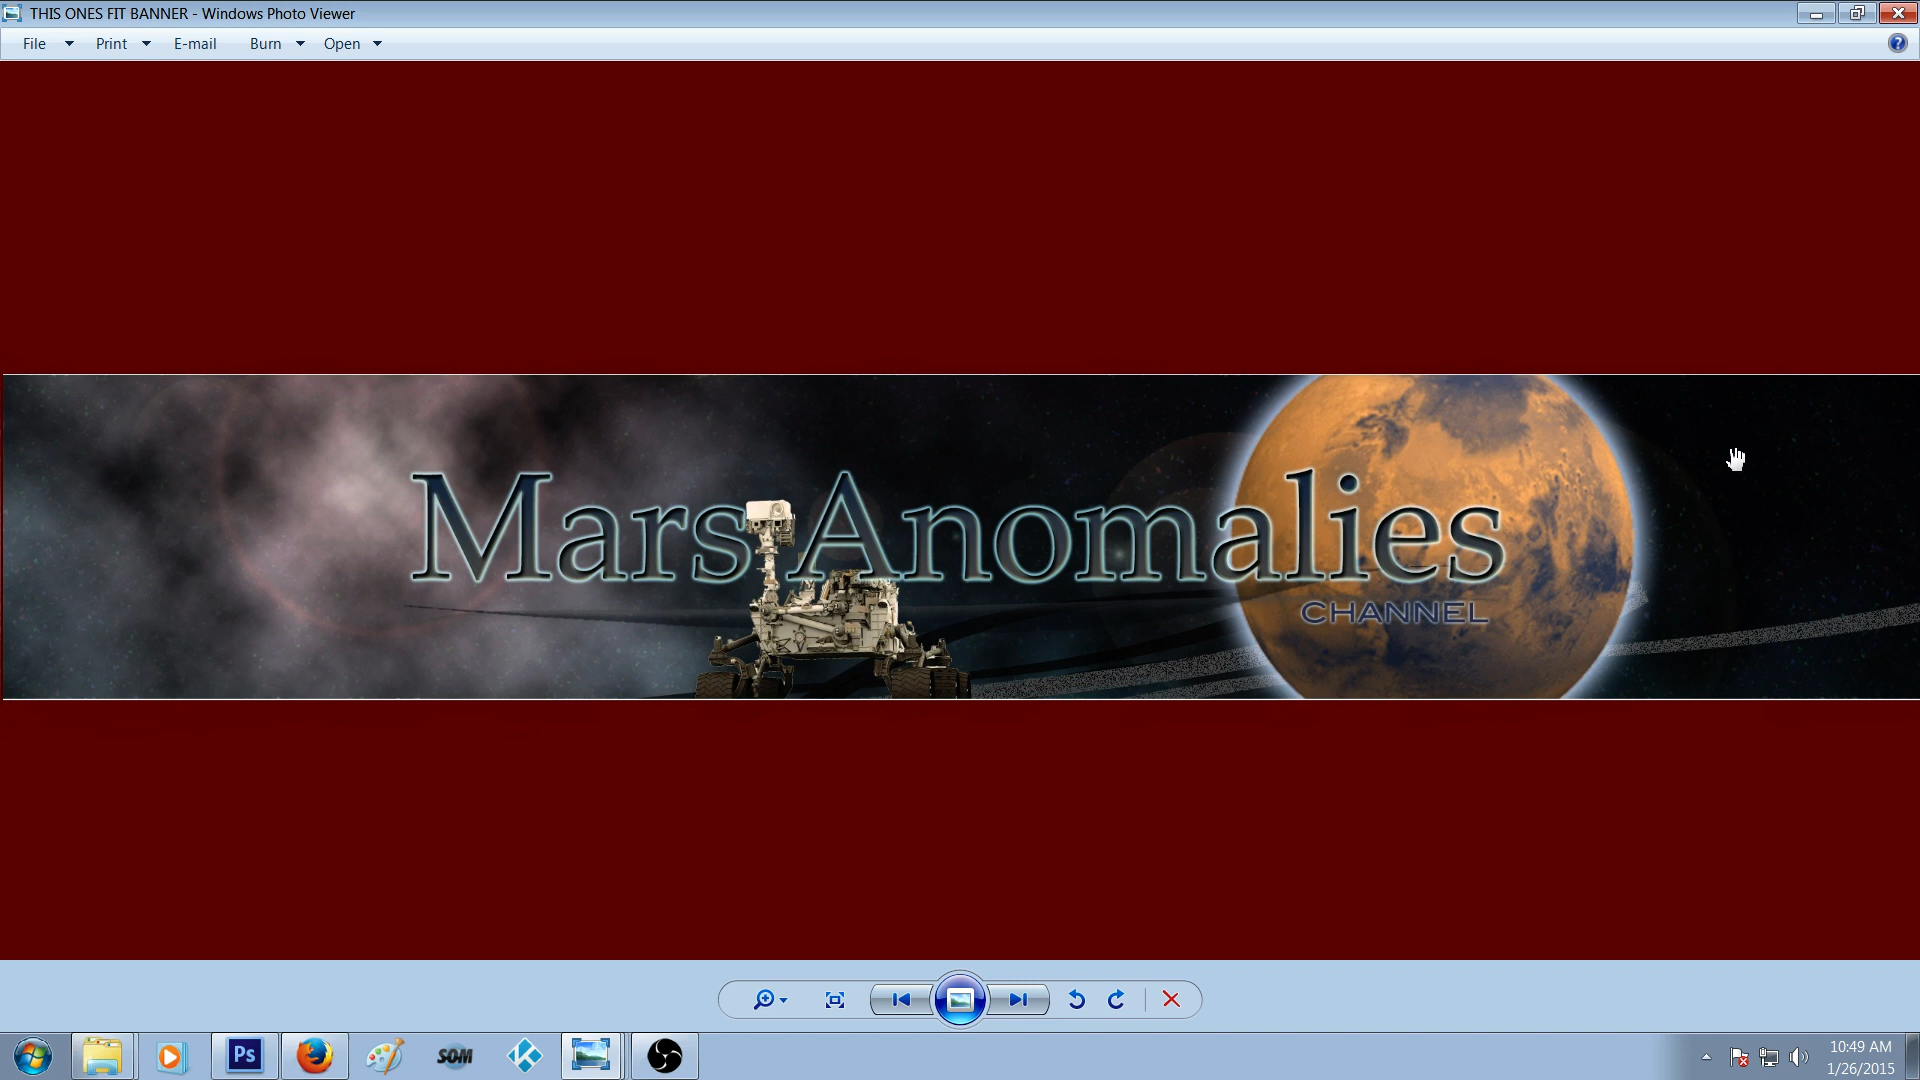 THIS ONES FIT BANNER - Windows Photo Viewer
File Print E-mail Burn Open
Mars Anomalies
CHANNEL
Ps
SOM
10:49 AM
1/26/2015